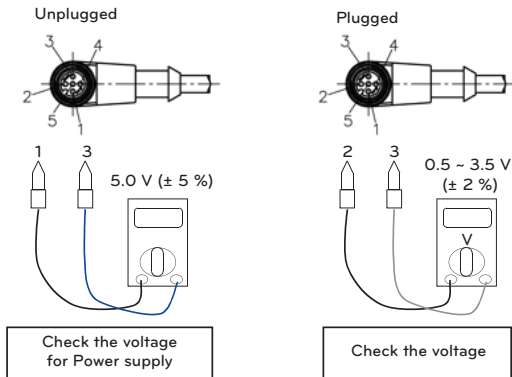 Unplugged
3
4
2
5
1
1
3
5.0 V (± 5 %)
Check the voltage
for Power supply
Plugged
3
4
2
5
1
2
3
0.5 ~ 3.5 V
(± 2 %)
V
Check the voltage